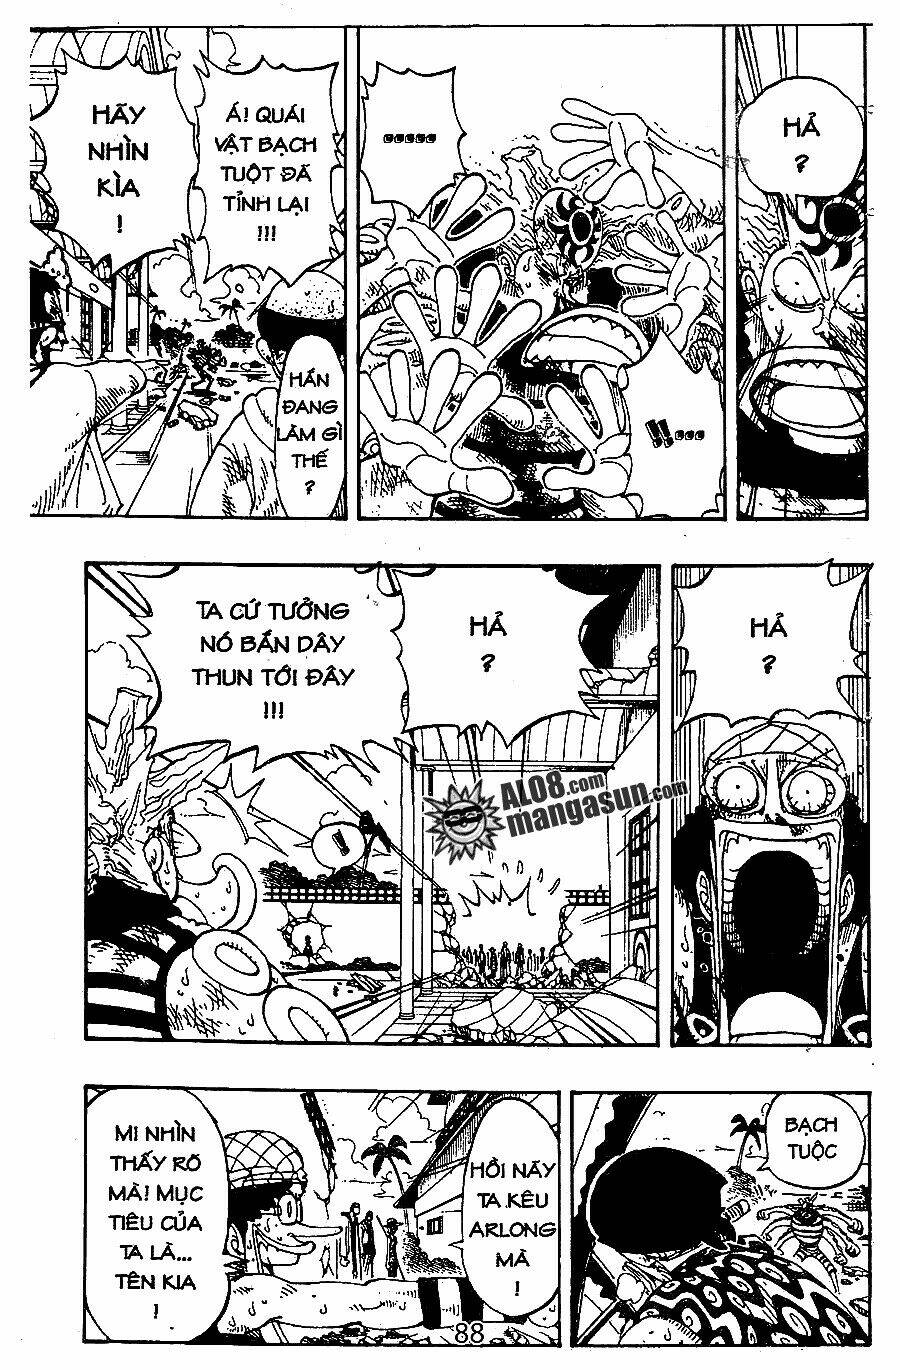 HẢ
?
Á! QUÁI
VẬT BẠCH
TUỘT ĐÃ
TỈNH LẠI
!!!
HÃY
NHÌN
KÌA
!
HẮN
ĐANG
LÀM GÌ
THẾ
?
HẢ
?
HẢ
?
TA CỨ TƯỞNG
NÓ BẮN DÂY
THUN TỚI ĐÂY
!!!
!!
AL08.com
mangasun.com
BẠCH
TUỘC
HỒI NÃY
TA KÊU
ARLONG
MÀ
!
MI NHÌN
THẤY RÕ
MÀ! MỤC
TIÊU CỦA
TA LÀ...
TÊN KIA
!
88